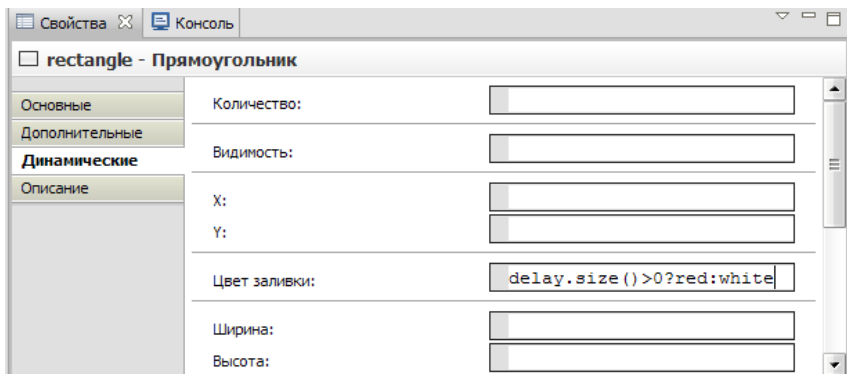 Свойства Консоль
rectangle - Прямоугольник
Основные
Дополнительные
Динамические
Описание
Количество:
Видимость:
X:
Y:
Цвет заливки: delay.size()>0?red:white
Ширина:
Высота: